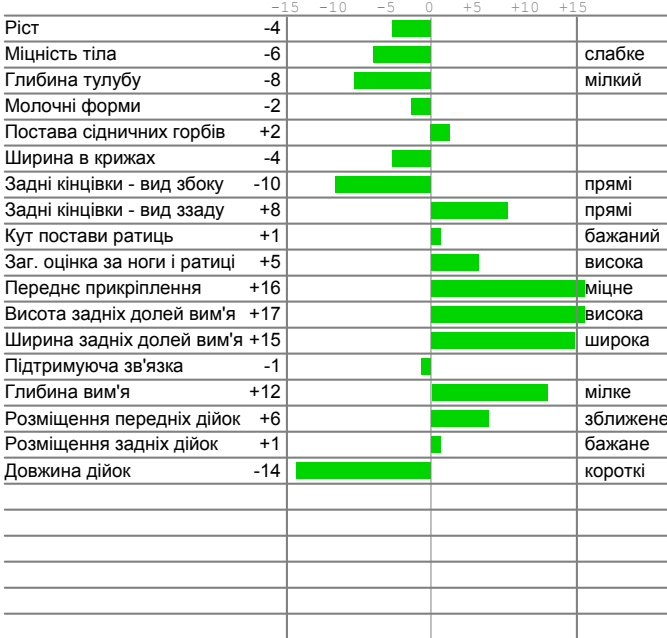 -15 -10 -5 0 +5 +10 +15
Ріст -4
Міцність тіла -6 слабке
Глибина тулубу -8 мілкий
Молочні форми -2
Постава сідничних горбів +2
Ширина в крижах -4
Задні кінцівки - вид збоку -10 прямі
Задні кінцівки - вид ззаду +8 прямі
Кут постави ратиць +1 бажаний
Заг. оцінка за ноги і ратиці +5 висока
Переднє прикріплення +16 міцне
Висота задніх долей вим'я +17 висока
Ширина задніх долей вим'я +15 широка
Підтримуюча зв'язка -1
Глибина вим'я +12 мілке
Розміщення передніх дійок +6 зближене
Розміщення задніх дійок +1 бажане
Довжина дійок -14 короткі